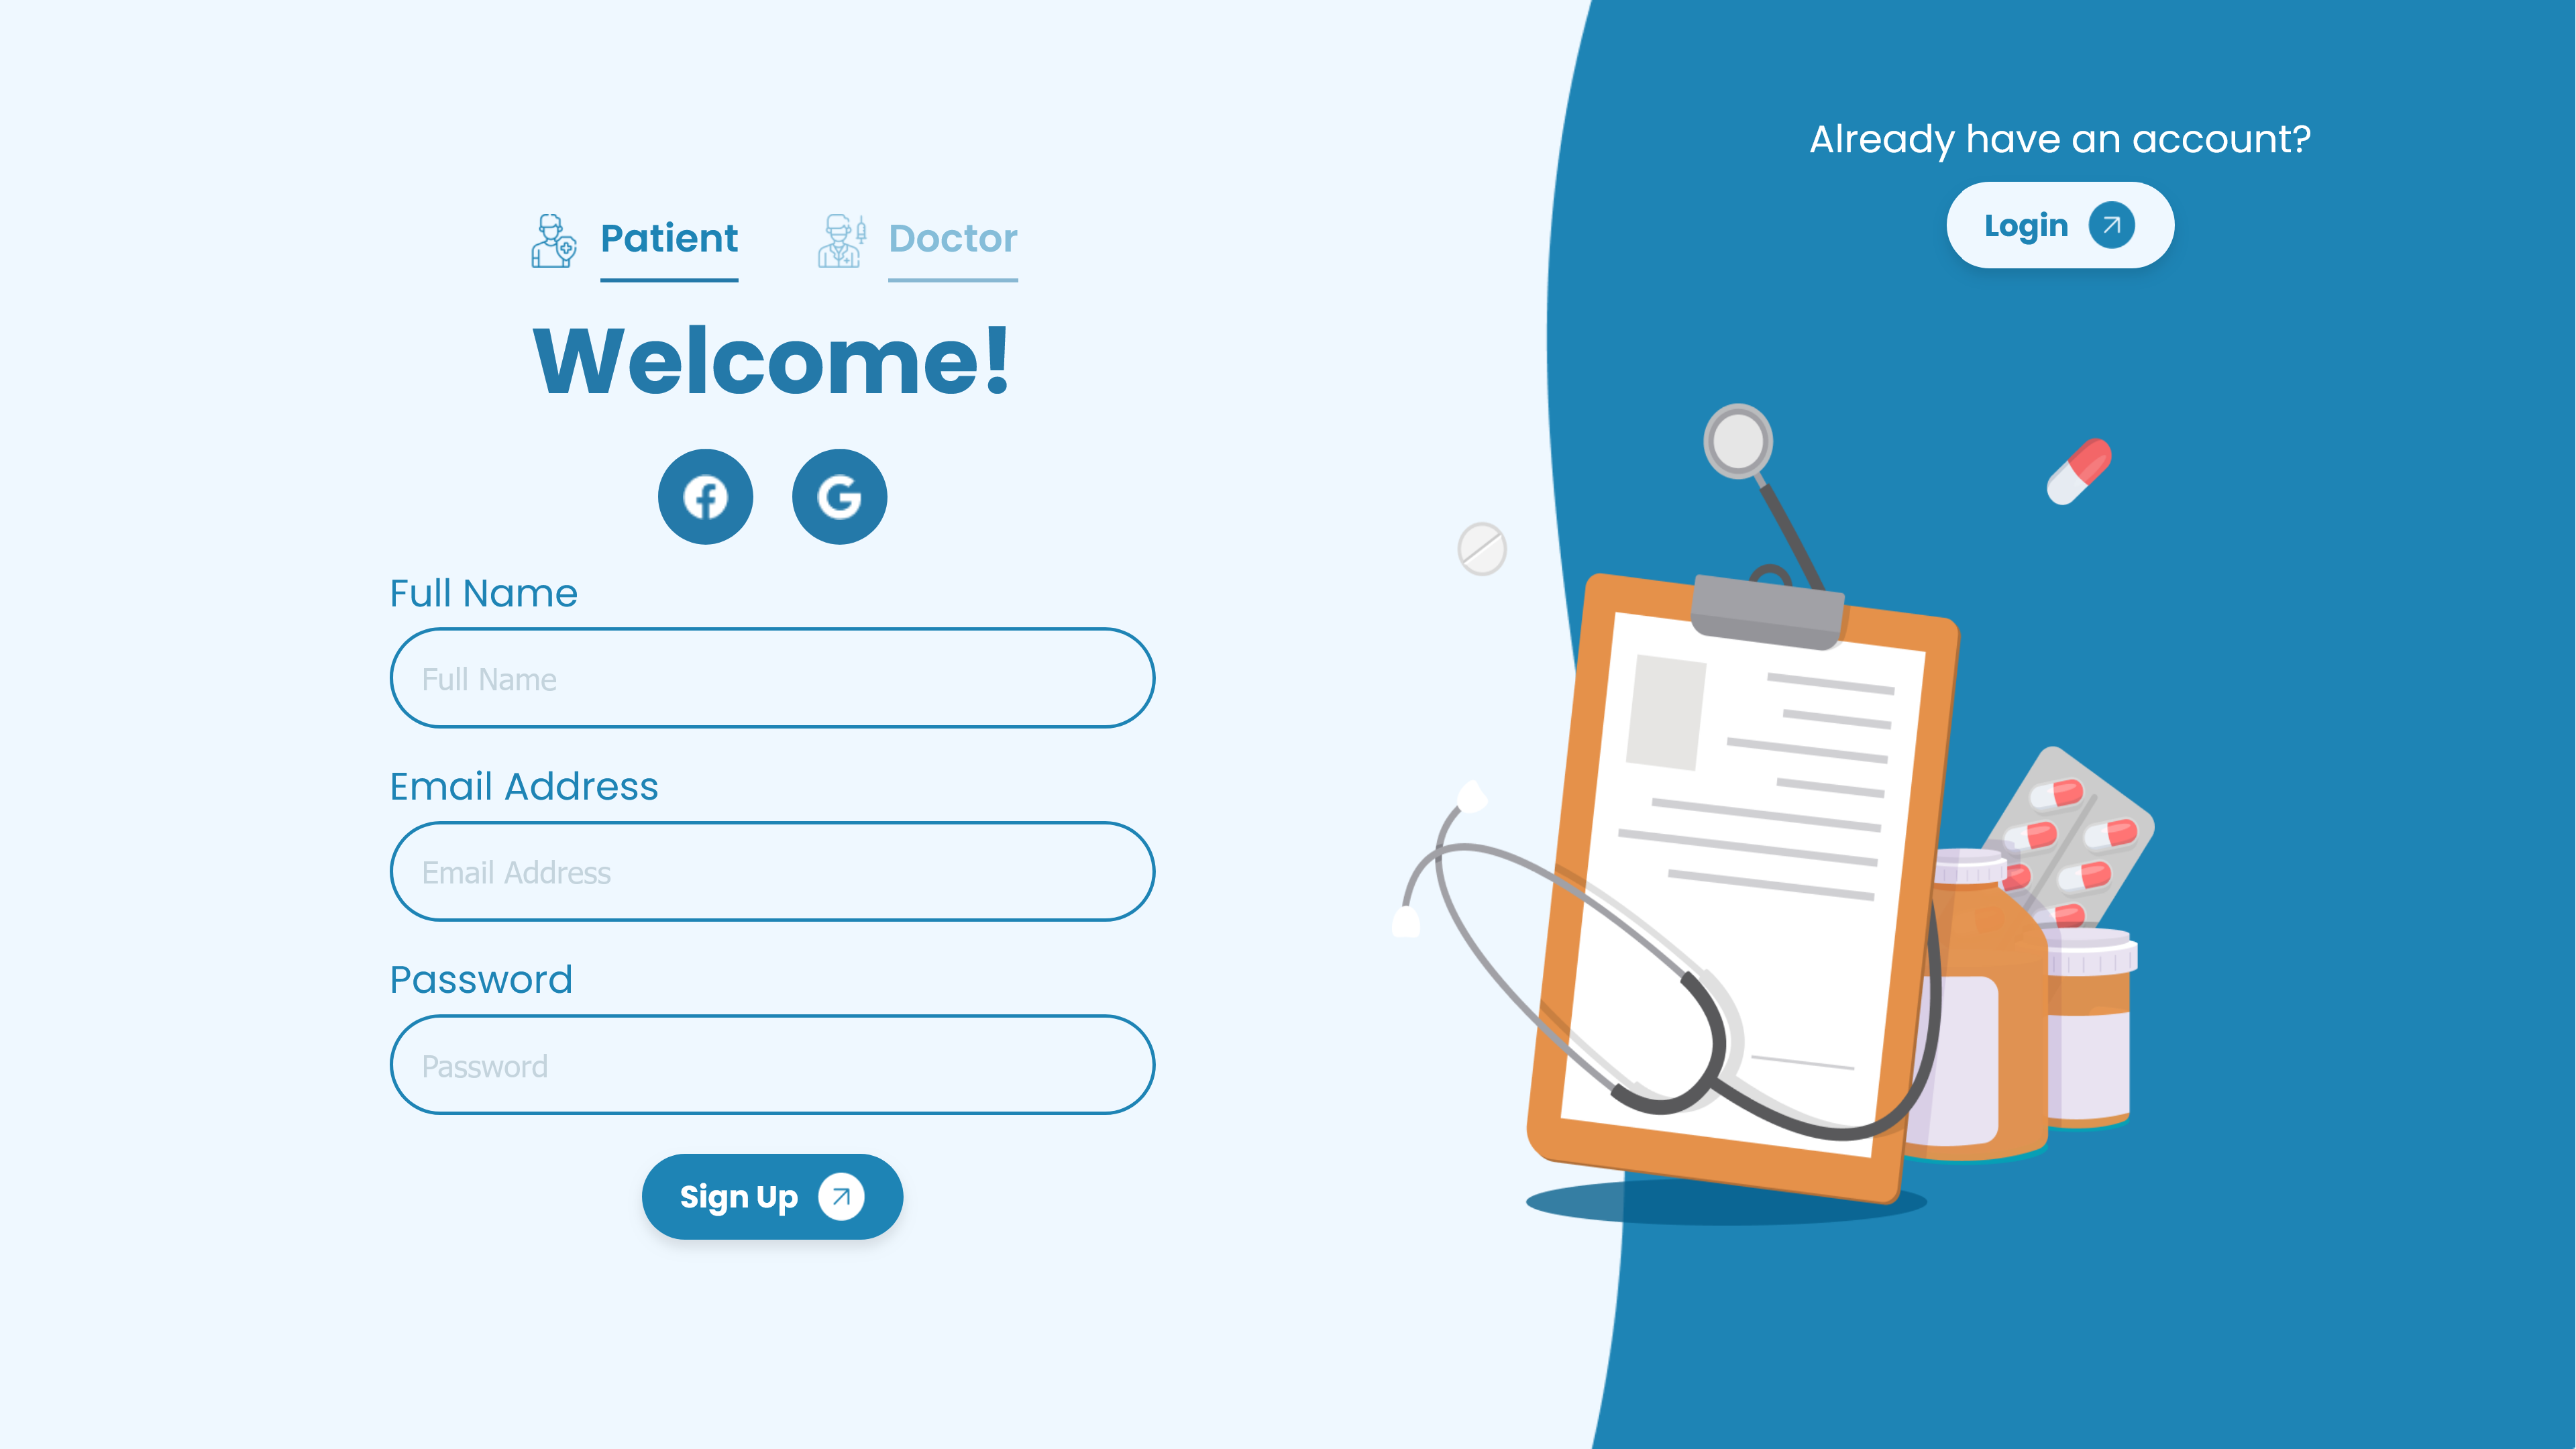 Patient
Doctor
Welcome!
Full Name
Full Name
Email Address
Email Address
Password
Password
Sign Up
Already have an account?
Login